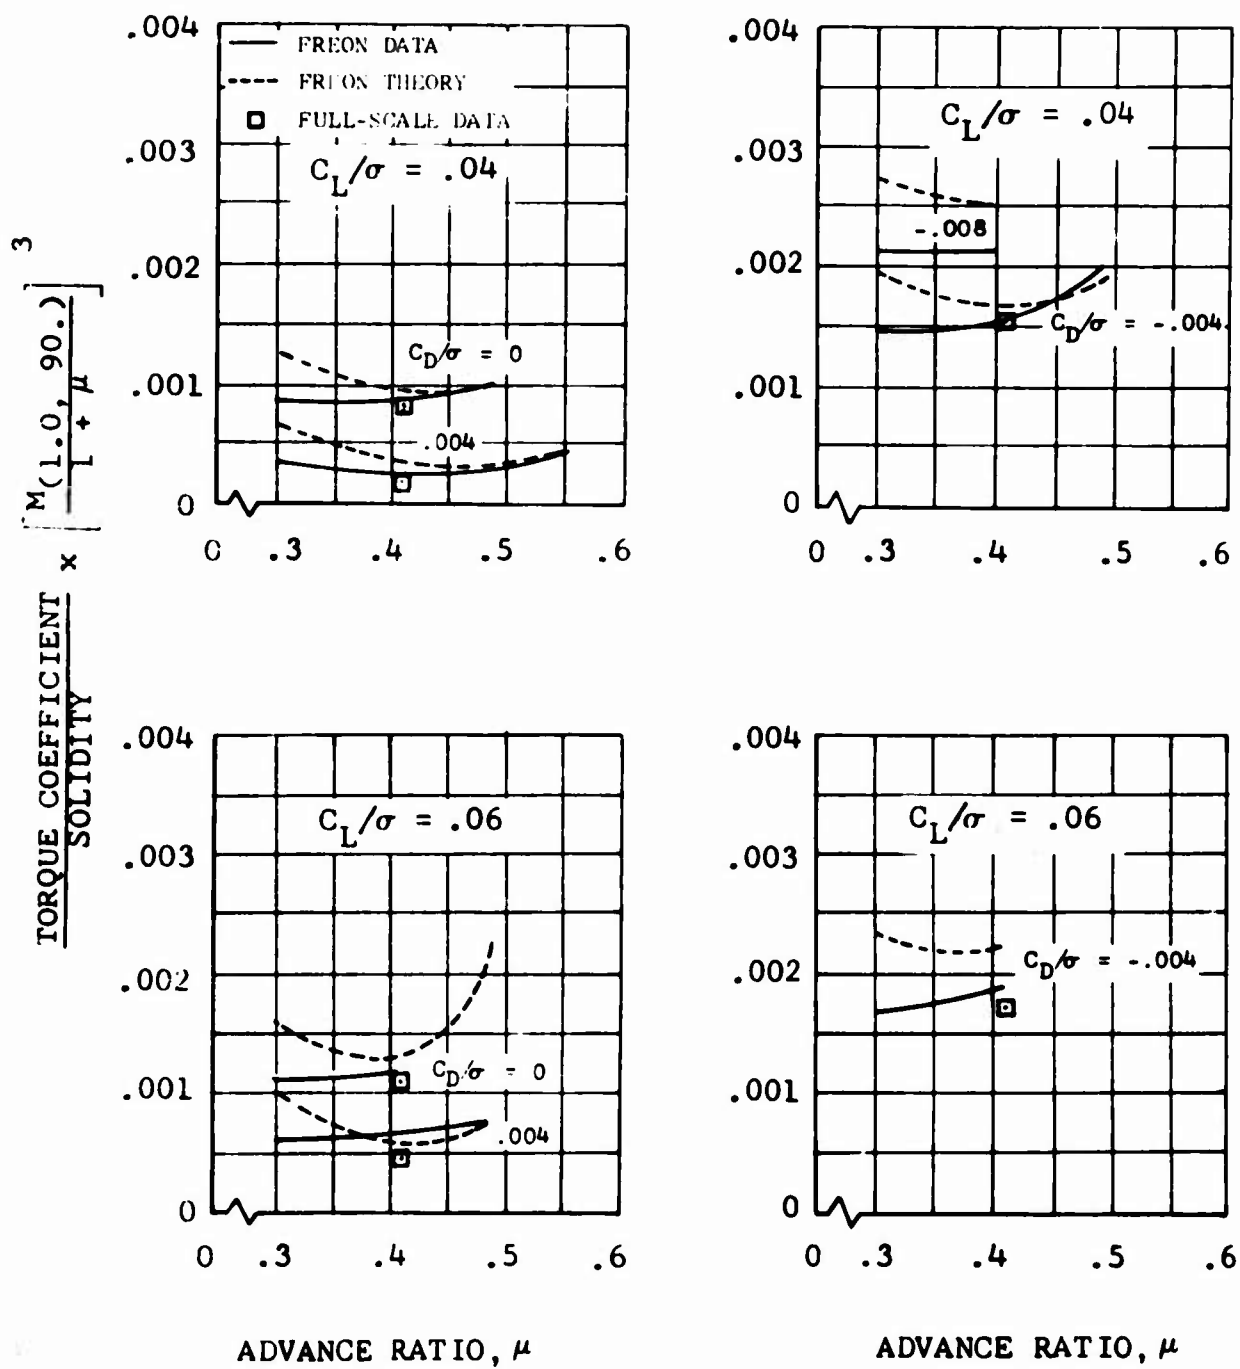 TORQUE COEFFICIENT
SOLIDITY
x [M(1.0, 90.) / 1 + μ]³
.004
.003
.002
.001
0
FREON DATA
FREON THEORY
FULL-SCALE DATA
C_L/σ = .04
C_D/σ = 0
.004
0 .3 .4 .5 .6
.004
.003
.002
.001
0
C_L/σ = .04
-.008
C_D/σ = -.004
0 .3 .4 .5 .6
.004
.003
.002
.001
0
C_L/σ = .06
C_D/σ = 0
.004
0 .3 .4 .5 .6
ADVANCE RATIO, μ
.004
.003
.002
.001
0
C_L/σ = .06
C_D/σ = -.004
0 .3 .4 .5 .6
ADVANCE RATIO, μ